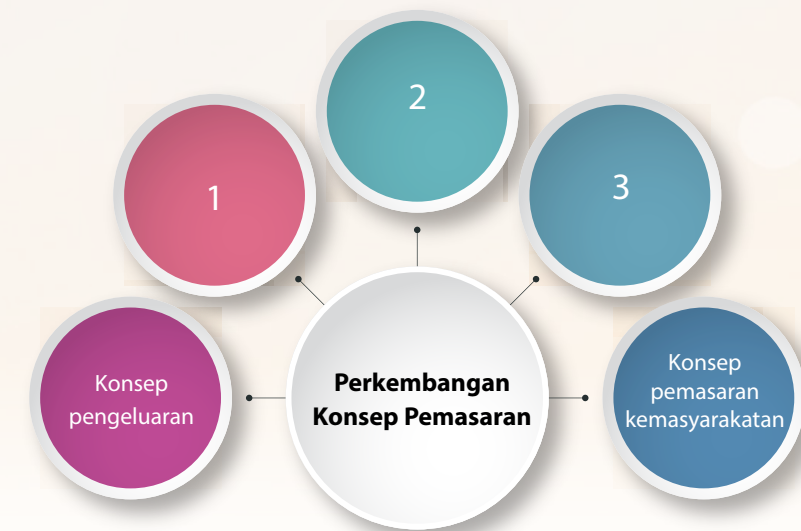 2
1
3
Konsep
pengeluaran
Perkembangan
Konsep Pemasaran
Konsep
pemasaran
kemasyarakatan